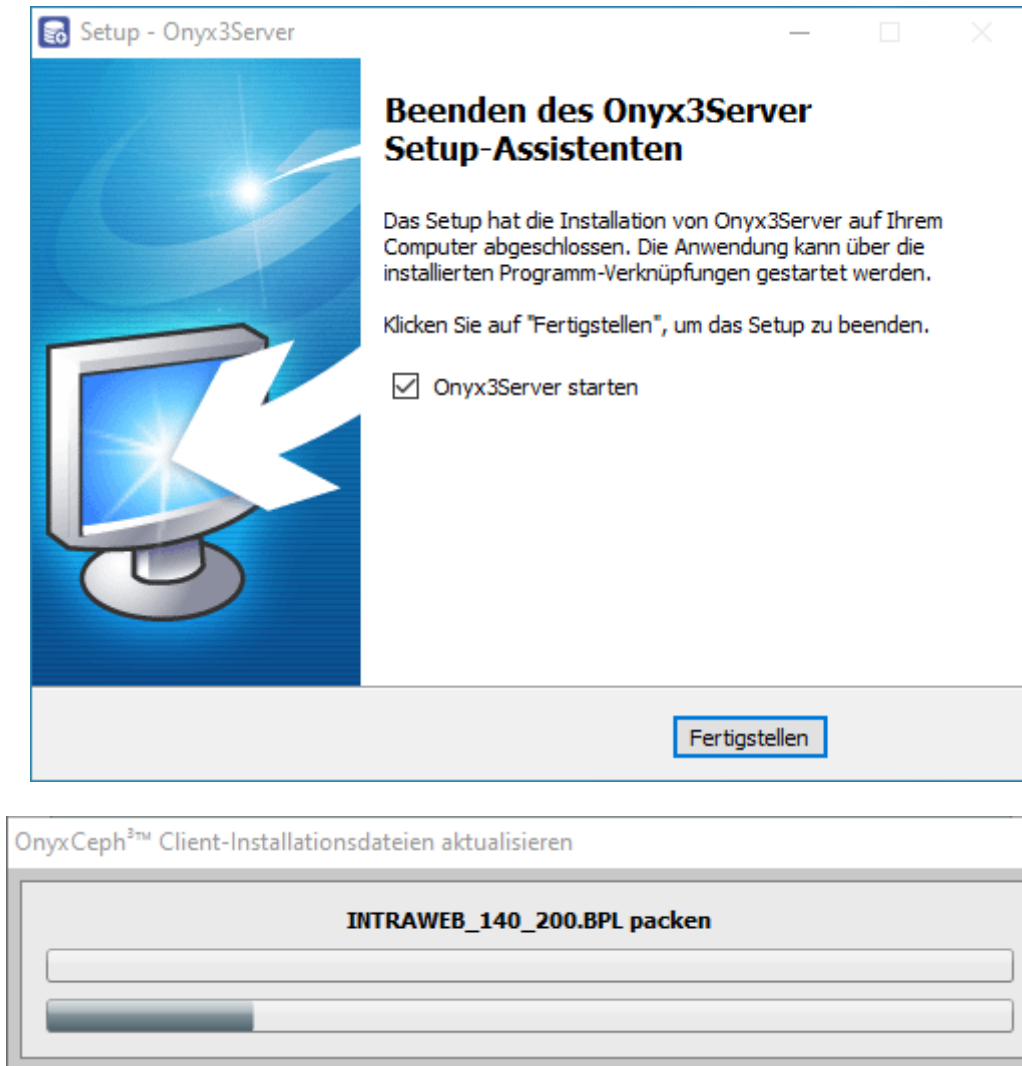 Setup - Onyx3Server
Beenden des Onyx3Server
Setup-Assistenten
Das Setup hat die Installation von Onyx3Server auf Ihrem
Computer abgeschlossen. Die Anwendung kann über die
installierten Programm-Verknüpfungen gestartet werden.
Klicken Sie auf "Fertigstellen", um das Setup zu beenden.
Onyx3Server starten
Fertigstellen
OnyxCeph³™ Client-Installationsdateien aktualisieren
INTRAWEB_140_200.BPL packen